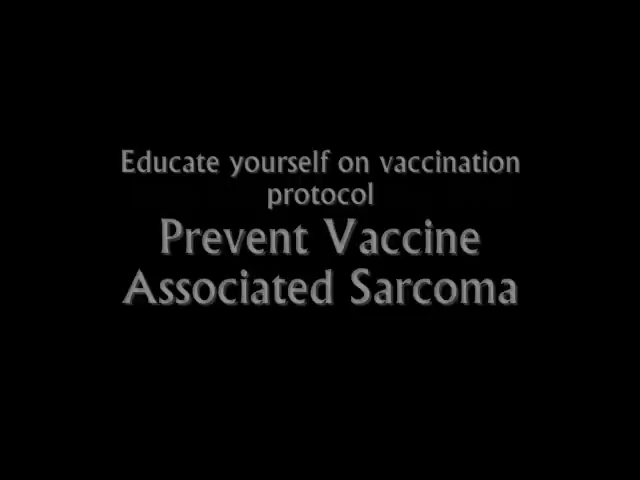 Educate yourself on vaccination
protocol
Prevent Vaccine
Associated Sarcoma